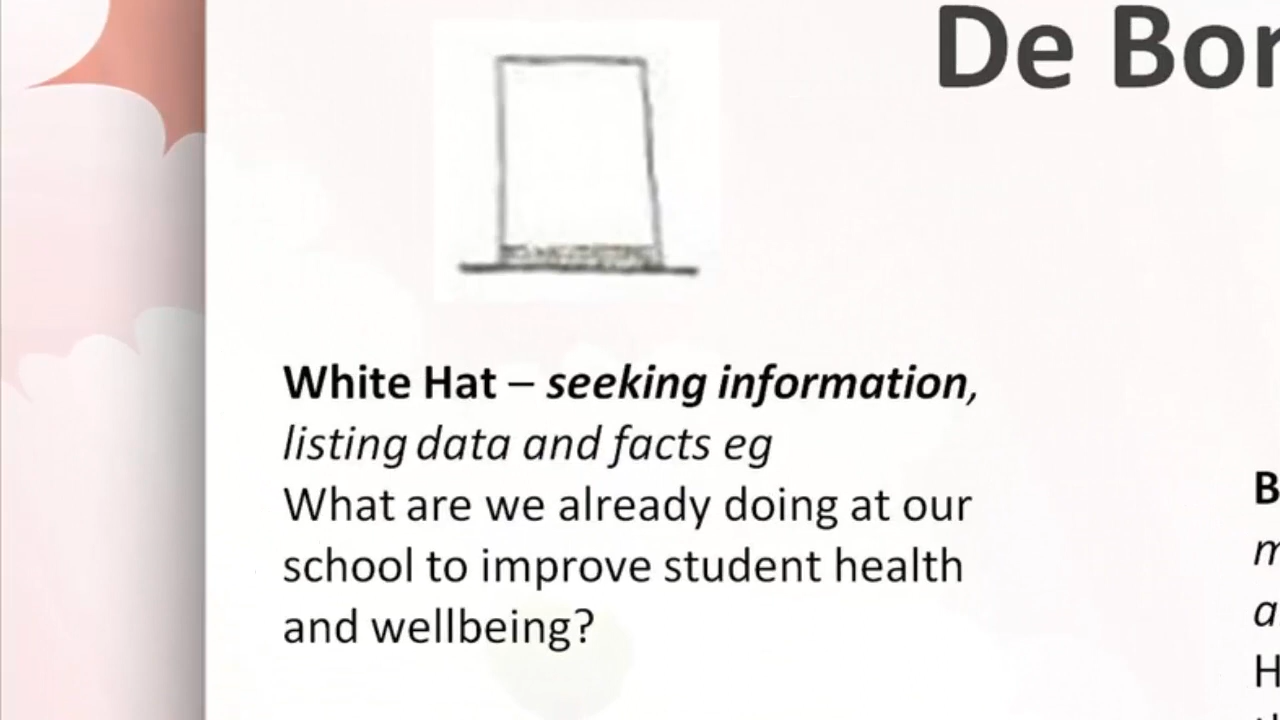 De Bo
White Hat – seeking information,
listing data and facts eg
What are we already doing at our
school to improve student health
and wellbeing?
B
m
a
H